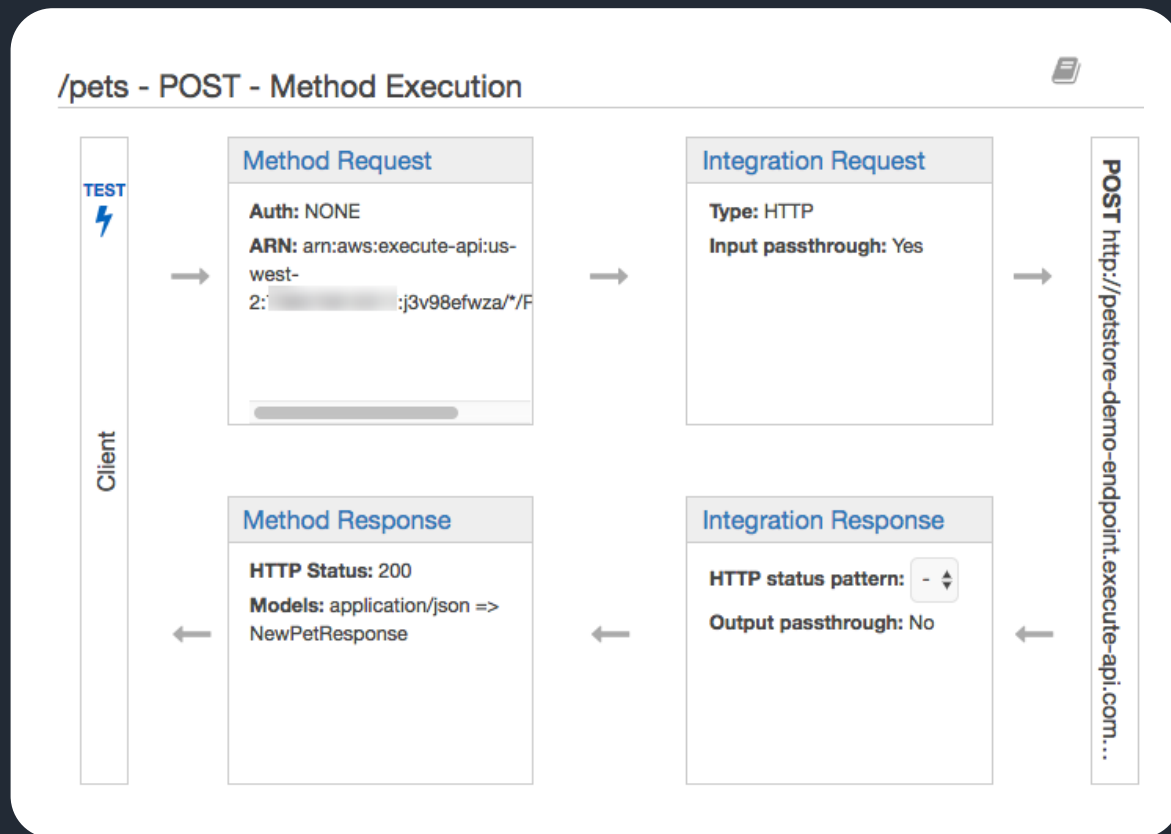 /pets - POST - Method Execution
TEST
Client
Method Request
Auth: NONE
ARN: arn:aws:execute-api:us-
west-
2: :j3v98efwza/*/
Integration Request
Type: HTTP
Input passthrough: Yes
POST http://petstore-demo-endpoint.execute-api.com...
Method Response
HTTP Status: 200
Models: application/json =>
NewPetResponse
Integration Response
HTTP status pattern: -
Output passthrough: No